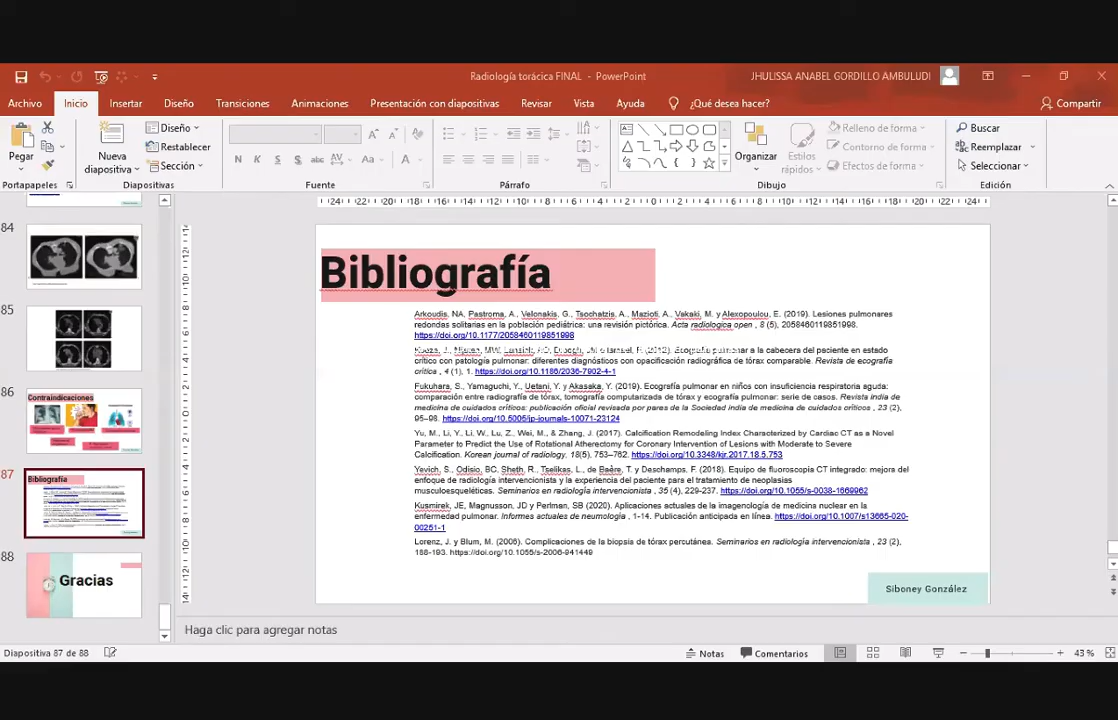 Radiología torácica FINAL - PowerPoint
JHULISSA ANABEL GORDILLO AMBULUDI
Archivo Inicio Insertar Diseño Transiciones Animaciones Presentación con diapositivas Revisar Vista Ayuda ¿Qué desea hacer? Compartir
Pegar
Nueva diapositiva
Diseño
Restablecer
Sección
N K S S abc AV Aa A
Organizar
Estilos rápidos
Relleno de forma
Contorno de forma
Efectos de forma
Buscar
Reemplazar
Seleccionar
Portapapeles Diapositivas Fuente Párrafo Dibujo Edición
84
85
86
Contraindicaciones
87
Bibliografía
88
Gracias
Bibliografía
Arkoudis, NA, Pastroma, A., Velonakis, G., Tsochatzis, A., Mazioti, A., Vakaki, M. y Alexopoulou, E. (2019). Lesiones pulmonares
redondas solitarias en la población pediátrica: una revisión pictórica. Acta radiologica open , 8 (5), 2058460119851998.
https://doi.org/10.1177/2058460119851998
(2012). Ecografía pulmonar a la cabecera del paciente en estado
crítico con patología pulmonar: diferentes diagnósticos con opacificación radiográfica de tórax comparable. Revista de ecografía
crítica , 4 (1), 1. https://doi.org/10.1186/2036-7902-4-1
Fukuhara, S., Yamaguchi, Y., Uetani, Y. y Akasaka, Y. (2019). Ecografía pulmonar en niños con insuficiencia respiratoria aguda:
comparación entre radiografía de tórax, tomografía computarizada de tórax y ecografía pulmonar: serie de casos. Revista india de
medicina de cuidados críticos: publicación oficial revisada por pares de la Sociedad india de medicina de cuidados críticos , 23 (2),
95–98. https://doi.org/10.5005/jp-journals-10071-23124
Yu, M., Li, Y., Li, W., Lu, Z., Wei, M., & Zhang, J. (2017). Calcification Remodeling Index Characterized by Cardiac CT as a Novel
Parameter to Predict the Use of Rotational Atherectomy for Coronary Intervention of Lesions with Moderate to Severe
Calcification. Korean journal of radiology, 18(5), 753–762. https://doi.org/10.3348/kjr.2017.18.5.753
Yevich, S., Odisio, BC, Sheth, R., Tselikas, L., de Baère, T. y Deschamps, F. (2018). Equipo de fluoroscopia CT integrado: mejora del
enfoque de radiología intervencionista y la experiencia del paciente para el tratamiento de neoplasias
musculoesqueléticas. Seminarios en radiología intervencionista , 35 (4), 229-237. https://doi.org/10.1055/s-0038-1669962
Kusmirek, JE, Magnusson, JD y Perlman, SB (2020). Aplicaciones actuales de la imagenología de medicina nuclear en la
enfermedad pulmonar. Informes actuales de neumología , 1-14. Publicación anticipada en línea. https://doi.org/10.1007/s13665-020-
00251-1
Lorenz, J. y Blum, M. (2006). Complicaciones de la biopsia de tórax percutánea. Seminarios en radiología intervencionista , 23 (2),
188-193. https://doi.org/10.1055/s-2006-941449
Siboney González
Haga clic para agregar notas
Diapositiva 87 de 88 Notas Comentarios 43 %